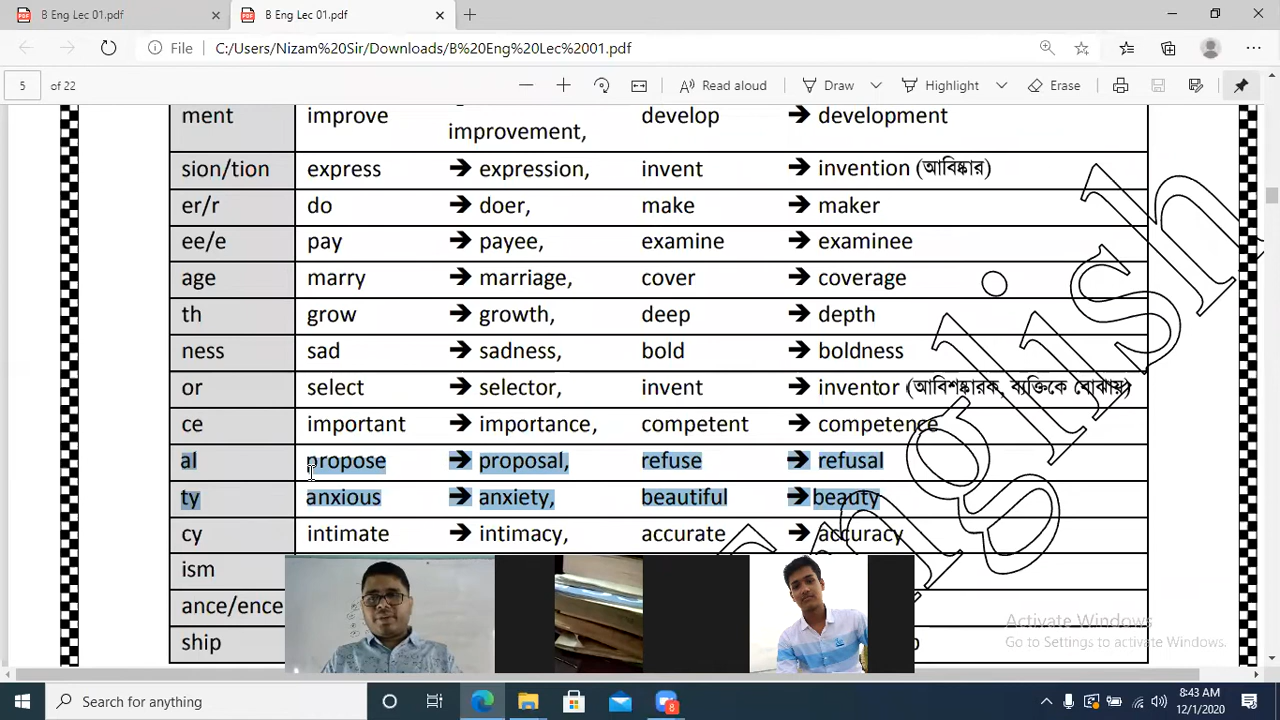 B Eng Lec 01.pdf
B Eng Lec 01.pdf
File C:/Users/Nizam%20Sir/Downloads/B%20Eng%20Lec%2001.pdf
5 of 22 Read aloud Draw Highlight Erase
ment improve improvement, develop ➔ development
sion/tion express ➔ expression, invent ➔ invention (আবিষ্কার)
er/r do ➔ doer, make ➔ maker
ee/e pay ➔ payee, examine ➔ examinee
age marry ➔ marriage, cover ➔ coverage
th grow ➔ growth, deep ➔ depth
ness sad ➔ sadness, bold ➔ boldness
or select ➔ selector, invent ➔ inventor (আবিশষ্কারক, ব্যক্তিকে বোঝায়)
ce important ➔ importance, competent ➔ competence
al propose ➔ proposal, refuse ➔ refusal
ty anxious ➔ anxiety, beautiful ➔ beauty
cy intimate ➔ intimacy, accurate ➔ accuracy
ism
ance/ence
ship
English
Activate Windows
Go to Settings to activate Windows.
Search for anything
8
8:43 AM
12/1/2020